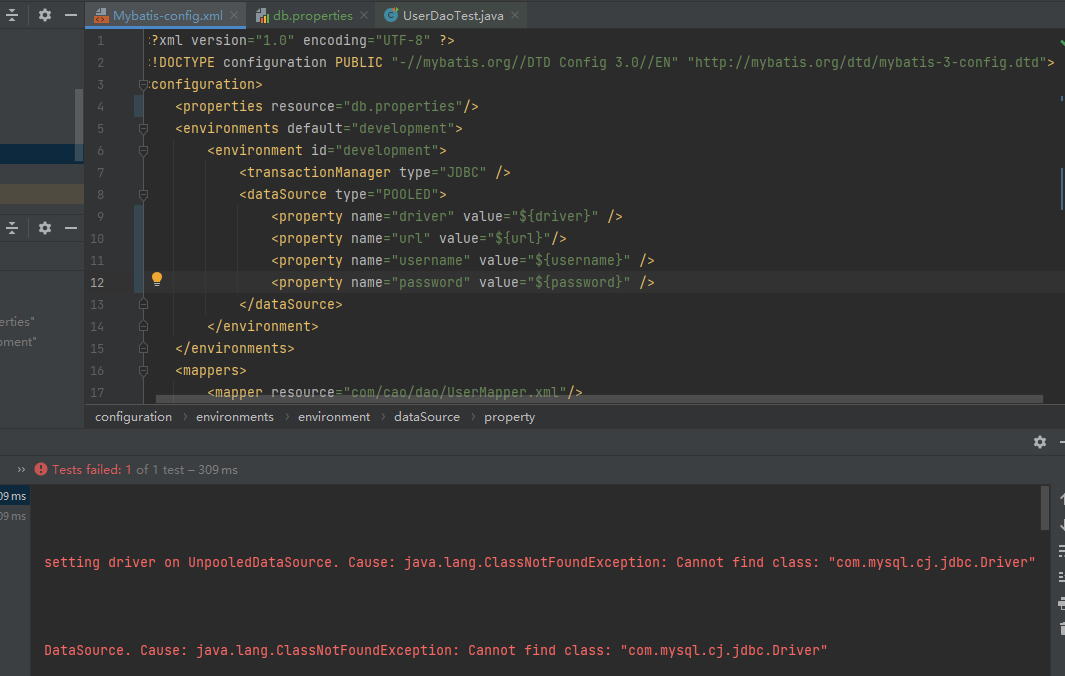 Mybatis-config.xml db.properties UserDaoTest.java
1 ?xml version="1.0" encoding="UTF-8" ?>
2 !DOCTYPE configuration PUBLIC "-//mybatis.org//DTD Config 3.0//EN" "http://mybatis.org/dtd/mybatis-3-config.dtd">
3 configuration>
4 <properties resource="db.properties"/>
5 <environments default="development">
6 <environment id="development">
7 <transactionManager type="JDBC" />
8 <dataSource type="POOLED">
9 <property name="driver" value="${driver}" />
10 <property name="url" value="${url}"/>
11 <property name="username" value="${username}" />
12 <property name="password" value="${password}" />
13 </dataSource>
14 </environment>
15 </environments>
16 <mappers>
17 <mapper resource="com/cao/dao/UserMapper.xml"/>
erties"
oment"
configuration > environments > environment > dataSource > property
» Tests failed: 1 of 1 test – 309 ms
09 ms
09 ms
setting driver on UnpooledDataSource. Cause: java.lang.ClassNotFoundException: Cannot find class: "com.mysql.cj.jdbc.Driver"
DataSource. Cause: java.lang.ClassNotFoundException: Cannot find class: "com.mysql.cj.jdbc.Driver"